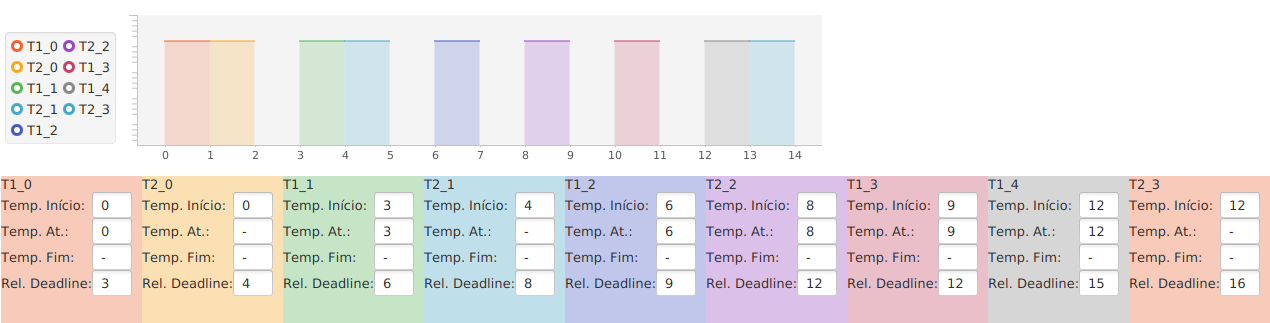 T1_0 T2_2
T2_0 T1_3
T1_1 T1_4
T2_1 T2_3
T1_2
0 1 2 3 4 5 6 7 8 9 10 11 12 13 14
T1_0 T2_0 T1_1 T2_1 T1_2 T2_2 T1_3 T1_4 T2_3
Temp. Início: 0 Temp. Início: 0 Temp. Início: 3 Temp. Início: 4 Temp. Início: 6 Temp. Início: 8 Temp. Início: 9 Temp. Início: 12 Temp. Início: 12
Temp. At.: 0 Temp. At.: - Temp. At.: 3 Temp. At.: - Temp. At.: 6 Temp. At.: 8 Temp. At.: 9 Temp. At.: 12 Temp. At.: -
Temp. Fim: - Temp. Fim: - Temp. Fim: - Temp. Fim: - Temp. Fim: - Temp. Fim: - Temp. Fim: - Temp. Fim: - Temp. Fim: -
Rel. Deadline: 3 Rel. Deadline: 4 Rel. Deadline: 6 Rel. Deadline: 8 Rel. Deadline: 9 Rel. Deadline: 12 Rel. Deadline: 12 Rel. Deadline: 15 Rel. Deadline: 16